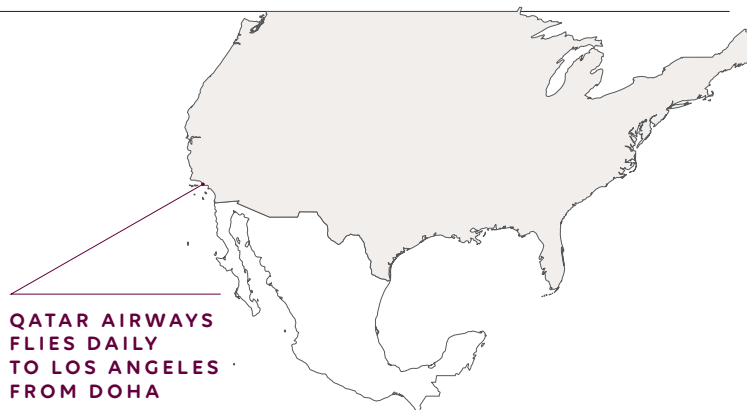 QATAR AIRWAYS
FLIES DAILY
TO LOS ANGELES
FROM DOHA